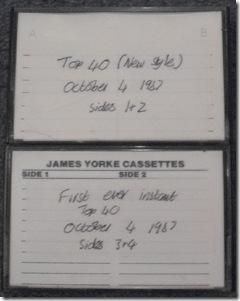 A B
Top 40 (New style)
October 4 1987
sides 1+2
JAMES YORKE CASSETTES
SIDE 1 SIDE 2
First ever instant
Top 40
October 4 1987
Sides 3+4